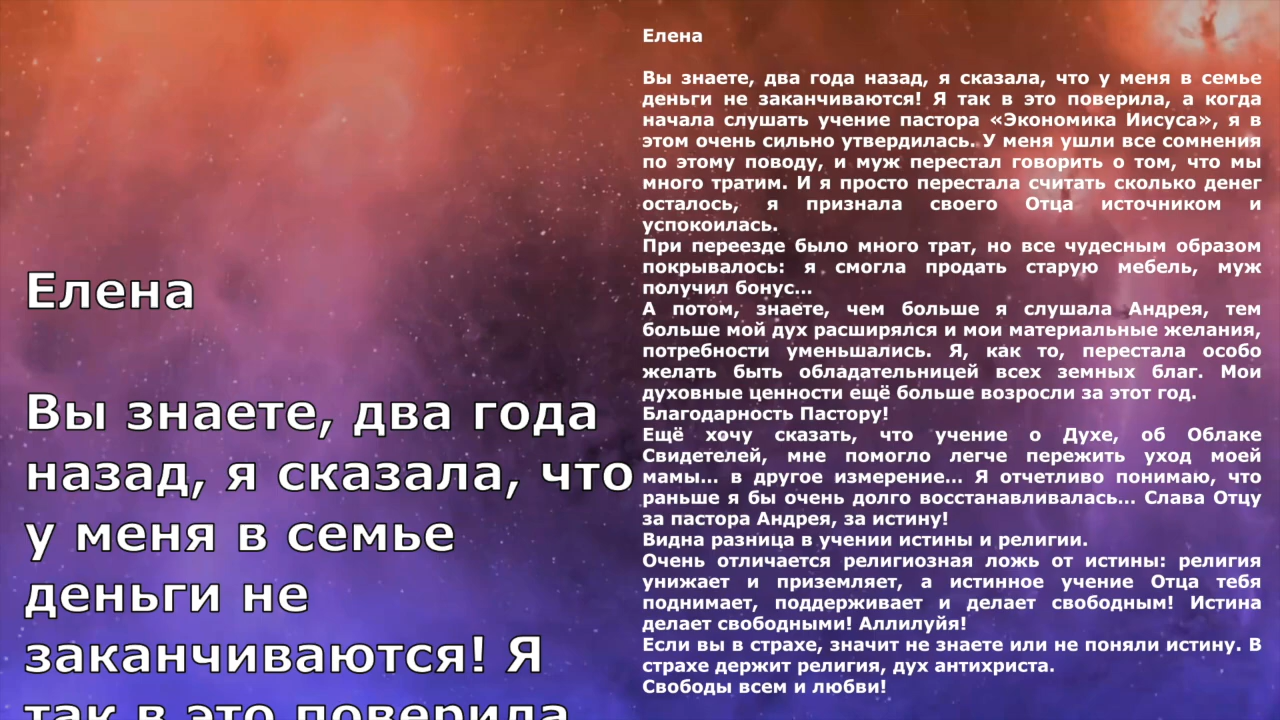 Елена
Вы знаете, два года
назад, я сказала, что
у меня в семье
деньги не
заканчиваются! Я
так в это поверила,
Елена
Вы знаете, два года назад, я сказала, что у меня в семье
деньги не заканчиваются! Я так в это поверила, а когда
начала слушать учение пастора «Экономика Иисуса», я в
этом очень сильно утвердилась. У меня ушли все сомнения
по этому поводу, и муж перестал говорить о том, что мы
много тратим. И я просто перестала считать сколько денег
осталось, я признала своего Отца источником и
успокоилась.
При переезде было много трат, но все чудесным образом
покрывалось: я смогла продать старую мебель, муж
получил бонус...
А потом, знаете, чем больше я слушала Андрея, тем
больше мой дух расширялся и мои материальные желания,
потребности уменьшались. Я, как то, перестала особо
желать быть обладательницей всех земных благ. Мои
духовные ценности ещё больше возросли за этот год.
Благодарность Пастору!
Ещё хочу сказать, что учение о Духе, об Облаке
Свидетелей, мне помогло легче пережить уход моей
мамы... в другое измерение... Я отчетливо понимаю, что
раньше я бы очень долго восстанавливалась... Слава Отцу
за пастора Андрея, за истину!
Видна разница в учении истины и религии.
Очень отличается религиозная ложь от истины: религия
унижает и приземляет, а истинное учение Отца тебя
поднимает, поддерживает и делает свободным! Истина
делает свободными! Аллилуйя!
Если вы в страхе, значит не знаете или не поняли истину. В
страхе держит религия, дух антихриста.
Свободы всем и любви!